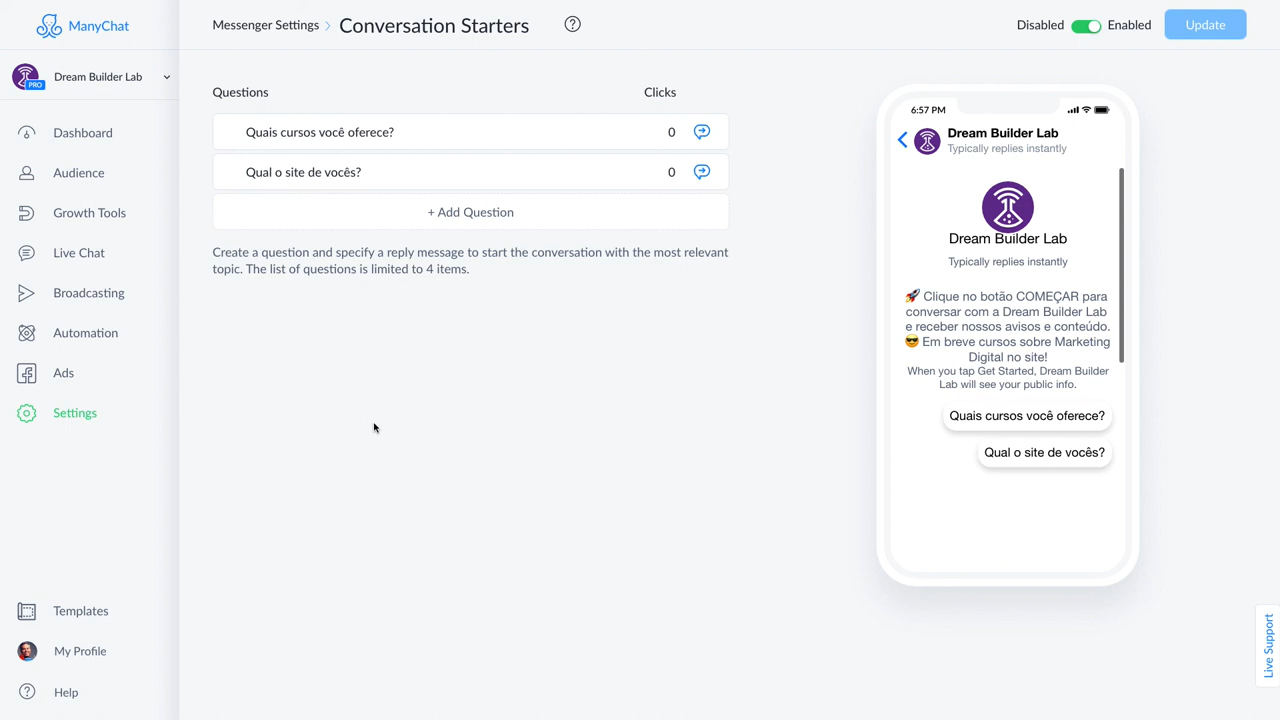 ManyChat
PRO
Dream Builder Lab
Dashboard
Audience
Growth Tools
Live Chat
Broadcasting
Automation
Ads
Settings
Templates
My Profile
Help
Messenger Settings
Conversation Starters
?
Disabled
Enabled
Update
Questions
Clicks
Quais cursos você oferece?
0
Qual o site de vocês?
0
+ Add Question
Create a question and specify a reply message to start the conversation with the most relevant
topic. The list of questions is limited to 4 items.
6:57 PM
Dream Builder Lab
Typically replies instantly
Dream Builder Lab
Typically replies instantly
🚀 Clique no botão COMEÇAR para
conversar com a Dream Builder Lab
e receber nossos avisos e conteúdo.
😎 Em breve cursos sobre Marketing
Digital no site!
When you tap Get Started, Dream Builder
Lab will see your public info.
Quais cursos você oferece?
Qual o site de vocês?
Live Support